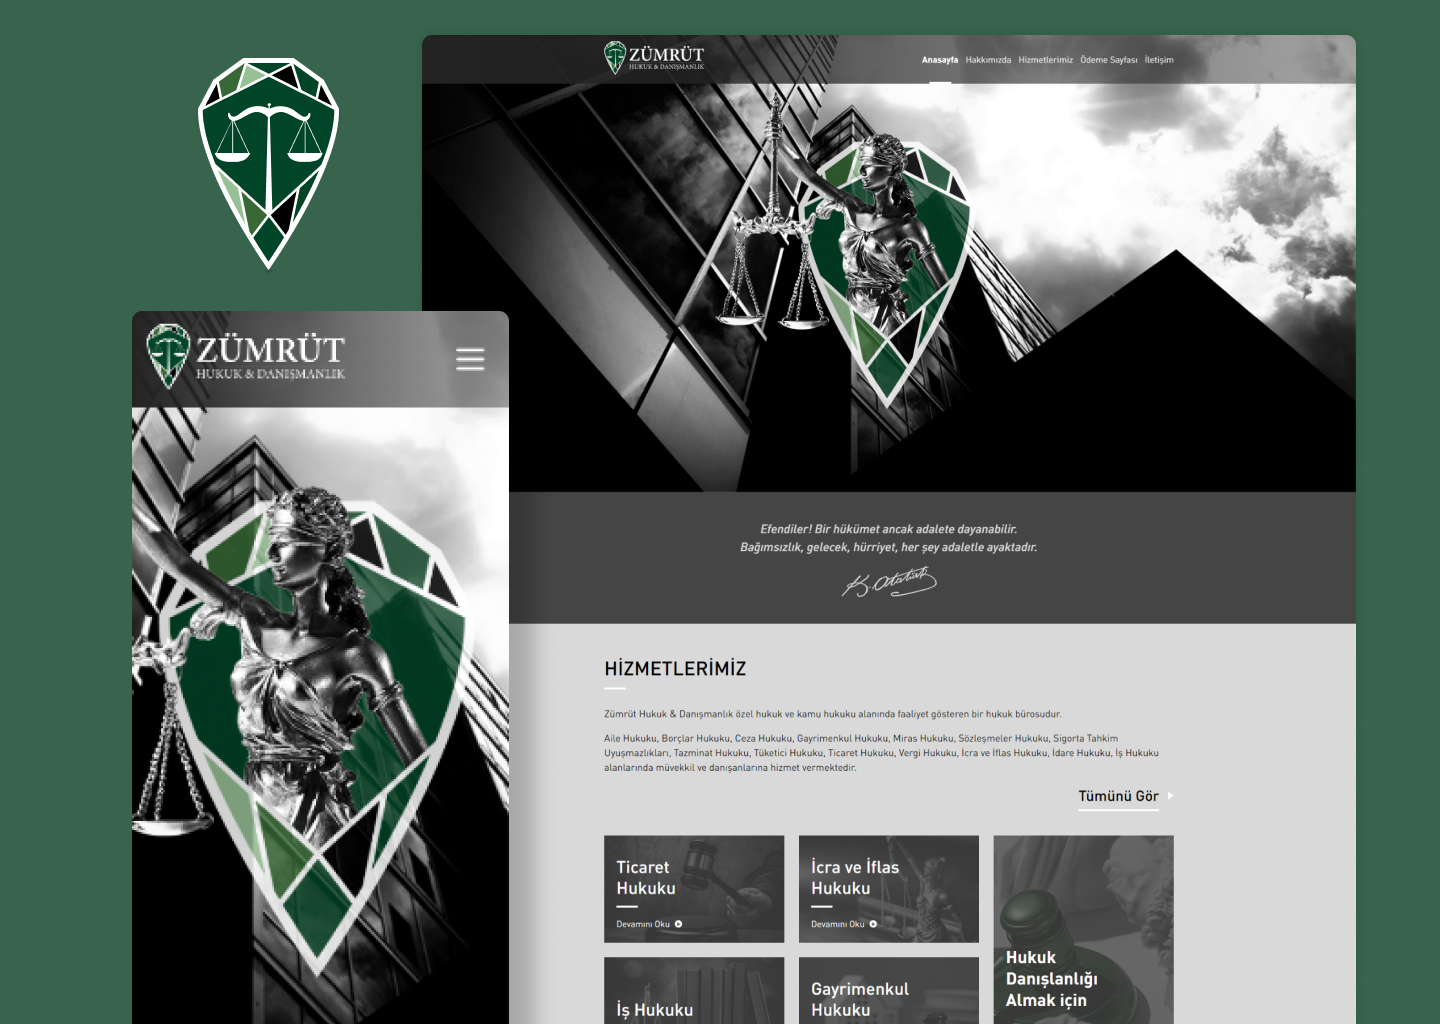 ZÜMRÜT
HUKUK & DANIŞMANLIK
Anasayfa Hakkımızda Hizmetlerimiz Ödeme Sayfası İletişim
ZÜMRÜT
HUKUK & DANIŞMANLIK
Efendiler! Bir hükümet ancak adalete dayanabilir.
Bağımsızlık, gelecek, hürriyet, her şey adaletle ayaktadır.
K. Atatürk
HİZMETLERİMİZ
Zümrüt Hukuk & Danışmanlık özel hukuk ve kamu hukuku alanında faaliyet gösteren bir hukuk bürosudur.
Aile Hukuku, Borçlar Hukuku, Ceza Hukuku, Gayrimenkul Hukuku, Miras Hukuku, Sözleşmeler Hukuku, Sigorta Tahkim
Uyuşmazlıkları, Tazminat Hukuku, Tüketici Hukuku, Ticaret Hukuku, Vergi Hukuku, İcra ve İflas Hukuku, İdare Hukuku, İş Hukuku
alanlarında müvekkil ve danışanlarına hizmet vermektedir.
Tümünü Gör
Ticaret
Hukuku
Devamını Oku
İcra ve İflas
Hukuku
Devamını Oku
Hukuk
Danışlanlığı
Almak için
İş Hukuku
Gayrimenkul
Hukuku